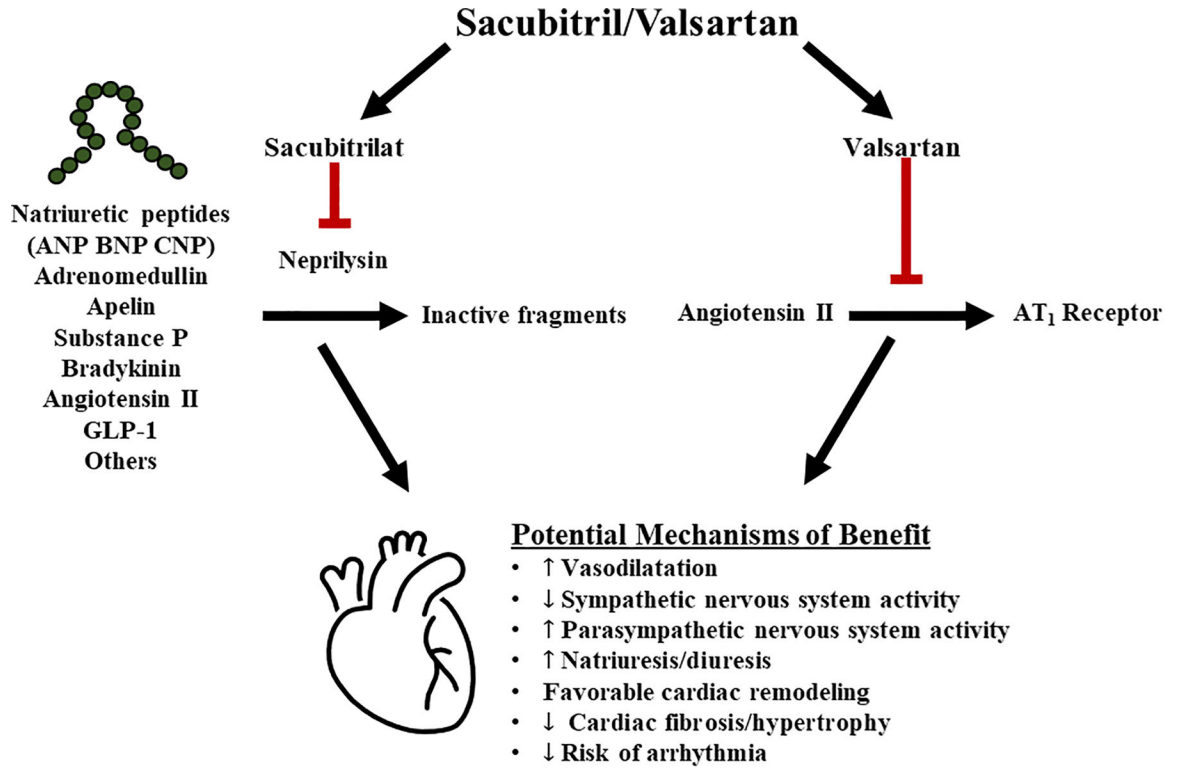 Sacubitril/Valsartan
Sacubitrilat
Valsartan
Natriuretic peptides
(ANP BNP CNP)
Adrenomedullin
Apelin
Substance P
Bradykinin
Angiotensin II
GLP-1
Others
Neprilysin
Inactive fragments
Angiotensin II
AT₁ Receptor
Potential Mechanisms of Benefit
• ↑ Vasodilatation
• ↓ Sympathetic nervous system activity
• ↑ Parasympathetic nervous system activity
• ↑ Natriuresis/diuresis
• Favorable cardiac remodeling
• ↓ Cardiac fibrosis/hypertrophy
• ↓ Risk of arrhythmia